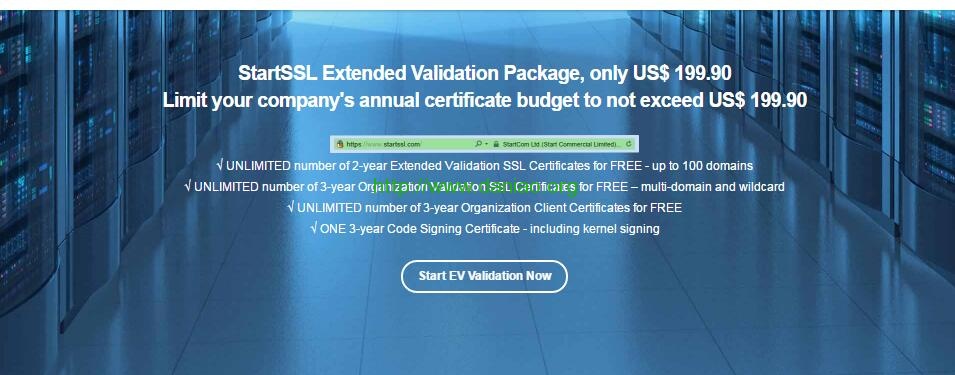 StartSSL Extended Validation Package, only US$ 199.90
Limit your company's annual certificate budget to not exceed US$ 199.90
https://www.startssl.com/ StartCom Ltd.(Start Commercial Limited)...
√ UNLIMITED number of 2-year Extended Validation SSL Certificates for FREE - up to 100 domains
√ UNLIMITED number of 3-year Organization Validation SSL Certificates for FREE – multi-domain and wildcard
√ UNLIMITED number of 3-year Organization Client Certificates for FREE
√ ONE 3-year Code Signing Certificate - including kernel signing
Start EV Validation Now